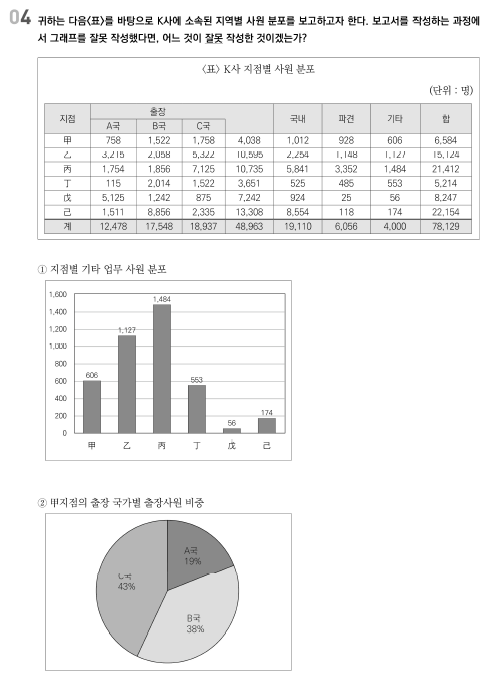 04 귀하는 다음〈표〉를 바탕으로 K사에 소속된 지역별 사원 분포를 보고하고자 한다. 보고서를 작성하는 과정에
서 그래프를 잘못 작성했다면, 어느 것이 잘못 작성한 것이겠는가?
〈표〉 K사 지점별 사원 분포
(단위 : 명)
지점 출장 국내 파견 기타 합
A국 B국 C국
甲 758 1,522 1,758 4,038 1,012 928 606 6,584
乙 3,215 2,058 5,322 10,595 2,254 1,148 1,127 15,124
丙 1,754 1,856 7,125 10,735 5,841 3,352 1,484 21,412
丁 115 2,014 1,522 3,651 525 485 553 5,214
戊 5,125 1,242 875 7,242 924 25 56 8,247
己 1,511 8,856 2,335 13,308 8,554 118 174 22,154
계 12,478 17,548 18,937 48,963 19,110 6,056 4,000 78,129
① 지점별 기타 업무 사원 분포
1,600
1,400
1,200
1,000
800
600
400
200
0
606
1,127
1,484
553
56
174
甲 乙 丙 丁 戊 己
② 甲지점의 출장 국가별 출장사원 비중
A국
19%
C국
43%
B국
38%